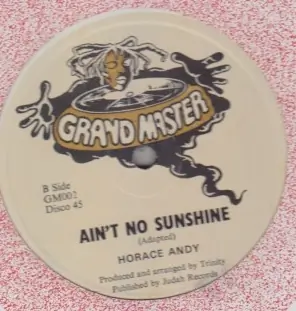 GRAND MASTER
B Side
GM002
Disco 45
AIN'T NO SUNSHINE
(Adapted)
HORACE ANDY
Produced and arranged by Trinity
Published by Judah Records